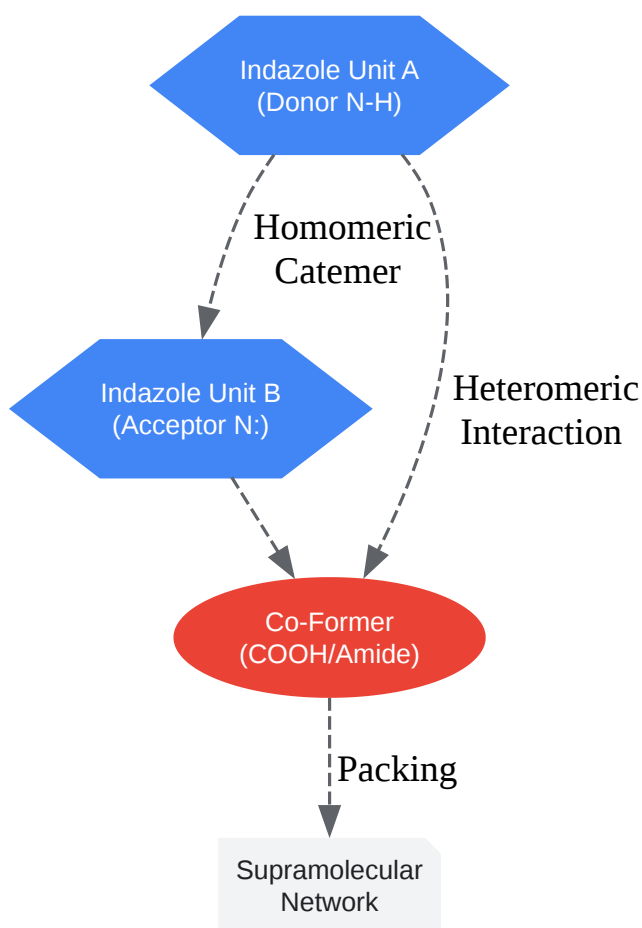 Indazole Unit A
(Donor N-H)
Homomeric
Catemer
Indazole Unit B
(Acceptor N:)
Heteromeric
Interaction
Co-Former
(COOH/Amide)
Packing
Supramolecular
Network